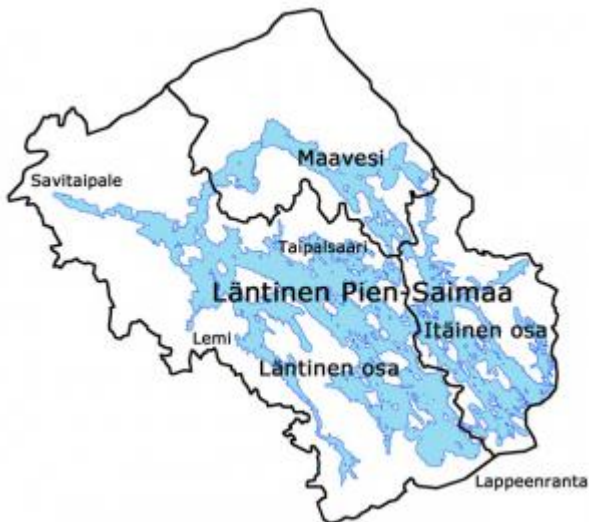 Maavesi
Savitaipale
Taipalsaari
Läntinen Pien-Saimaa
Itäinen osa
Lemi
Läntinen osa
Lappeenranta